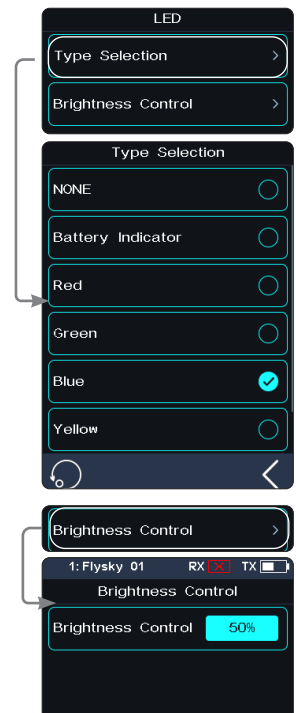 LED
Type Selection
Brightness Control
Type Selection
NONE
Battery Indicator
Red
Green
Blue
Yellow
Brightness Control
1: Flysky 01 RX TX
Brightness Control
Brightness Control 50%